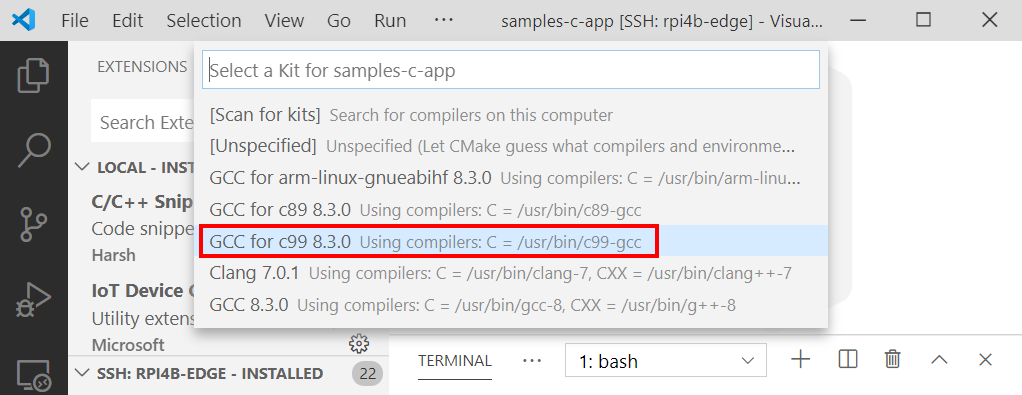 File Edit Selection View Go Run ··· samples-c-app [SSH: rpi4b-edge] - Visua...
EXTENSIONS
Select a Kit for samples-c-app
Search Exte
[Scan for kits] Search for compilers on this computer
[Unspecified] Unspecified (Let CMake guess what compilers and environme...
LOCAL - INST
GCC for arm-linux-gnueabihf 8.3.0 Using compilers: C = /usr/bin/arm-linu...
C/C++ Snip
GCC for c89 8.3.0 Using compilers: C = /usr/bin/c89-gcc
Code snippe
GCC for c99 8.3.0 Using compilers: C = /usr/bin/c99-gcc
Harsh
Clang 7.0.1 Using compilers: C = /usr/bin/clang-7, CXX = /usr/bin/clang++-7
IoT Device
GCC 8.3.0 Using compilers: C = /usr/bin/gcc-8, CXX = /usr/bin/g++-8
Utility exten
Microsoft
TERMINAL ··· 1: bash
SSH: RPI4B-EDGE - INSTALLED 22